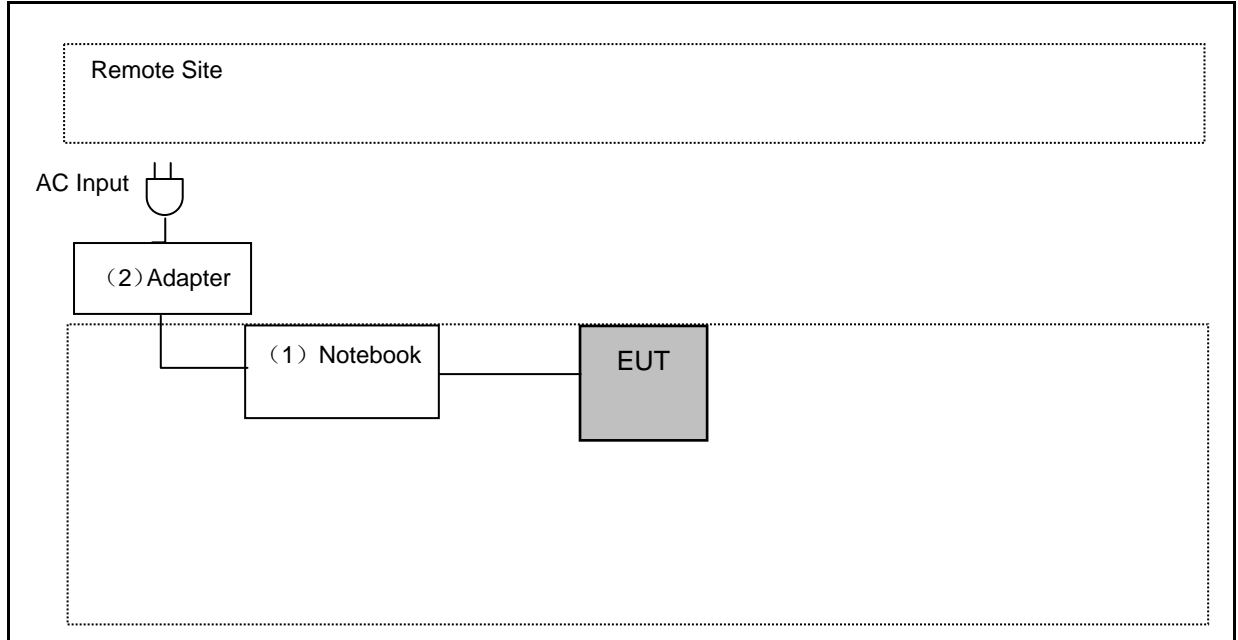 Remote Site
AC Input
（2）Adapter
（1） Notebook
EUT